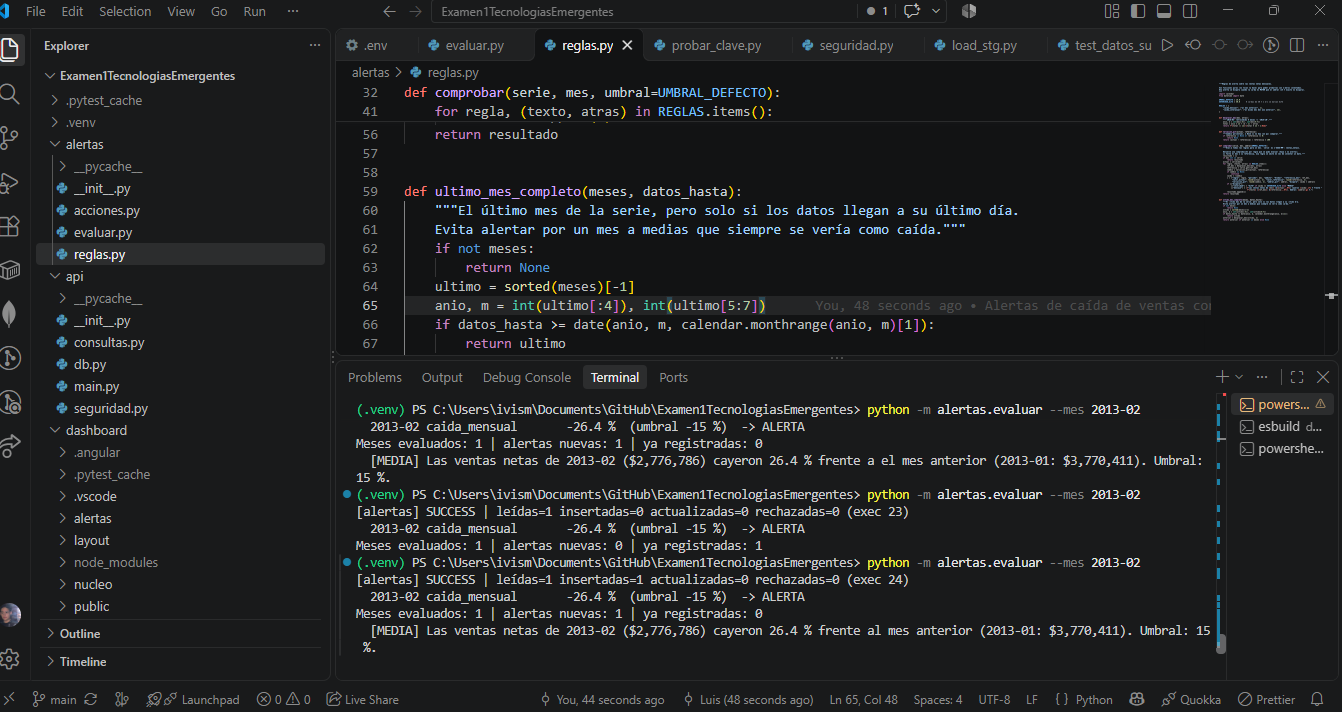 File Edit Selection View Go Run ··· Examen1TecnologiasEmergentes 1
Explorer ···
Examen1TecnologiasEmergentes
.pytest_cache
.venv
alertas
__pycache__
__init__.py
acciones.py
evaluar.py
reglas.py
api
__pycache__
__init__.py
consultas.py
db.py
main.py
seguridad.py
dashboard
.angular
.pytest_cache
.vscode
alertas
layout
node_modules
nucleo
public
Outline
Timeline
.env evaluar.py reglas.py probar_clave.py seguridad.py load_stg.py test_datos_su
alertas > reglas.py
32 def comprobar(serie, mes, umbral=UMBRAL_DEFECTO):
41 for regla, (texto, atras) in REGLAS.items():
56 return resultado
57
58
59 def ultimo_mes_completo(meses, datos_hasta):
60 """El último mes de la serie, pero solo si los datos llegan a su último día.
61 Evita alertar por un mes a medias que siempre se vería como caída."""
62 if not meses:
63 return None
64 ultimo = sorted(meses)[-1]
65 anio, m = int(ultimo[:4]), int(ultimo[5:7]) You, 48 seconds ago • Alertas de caída de ventas co
66 if datos_hasta >= date(anio, m, calendar.monthrange(anio, m)[1]):
67 return ultimo
Problems Output Debug Console Terminal Ports
(.venv) PS C:\Users\ivism\Documents\GitHub\Examen1TecnologiasEmergentes> python -m alertas.evaluar --mes 2013-02
2013-02 caida_mensual -26.4 % (umbral -15 %) -> ALERTA
Meses evaluados: 1 | alertas nuevas: 1 | ya registradas: 0
[MEDIA] Las ventas netas de 2013-02 ($2,776,786) cayeron 26.4 % frente a el mes anterior (2013-01: $3,770,411). Umbral:
15 %.
(.venv) PS C:\Users\ivism\Documents\GitHub\Examen1TecnologiasEmergentes> python -m alertas.evaluar --mes 2013-02
[alertas] SUCCESS | leídas=1 insertadas=0 actualizadas=0 rechazadas=0 (exec 23)
2013-02 caida_mensual -26.4 % (umbral -15 %) -> ALERTA
Meses evaluados: 1 | alertas nuevas: 0 | ya registradas: 1
(.venv) PS C:\Users\ivism\Documents\GitHub\Examen1TecnologiasEmergentes> python -m alertas.evaluar --mes 2013-02
[alertas] SUCCESS | leídas=1 insertadas=1 actualizadas=0 rechazadas=0 (exec 24)
2013-02 caida_mensual -26.4 % (umbral -15 %) -> ALERTA
Meses evaluados: 1 | alertas nuevas: 1 | ya registradas: 0
[MEDIA] Las ventas netas de 2013-02 ($2,776,786) cayeron 26.4 % frente al mes anterior (2013-01: $3,770,411). Umbral: 15
%.
powers...
esbuild d...
powershe...
main Launchpad 0 0 Live Share You, 44 seconds ago Luis (48 seconds ago) Ln 65, Col 48 Spaces: 4 UTF-8 LF { } Python Quokka Prettier